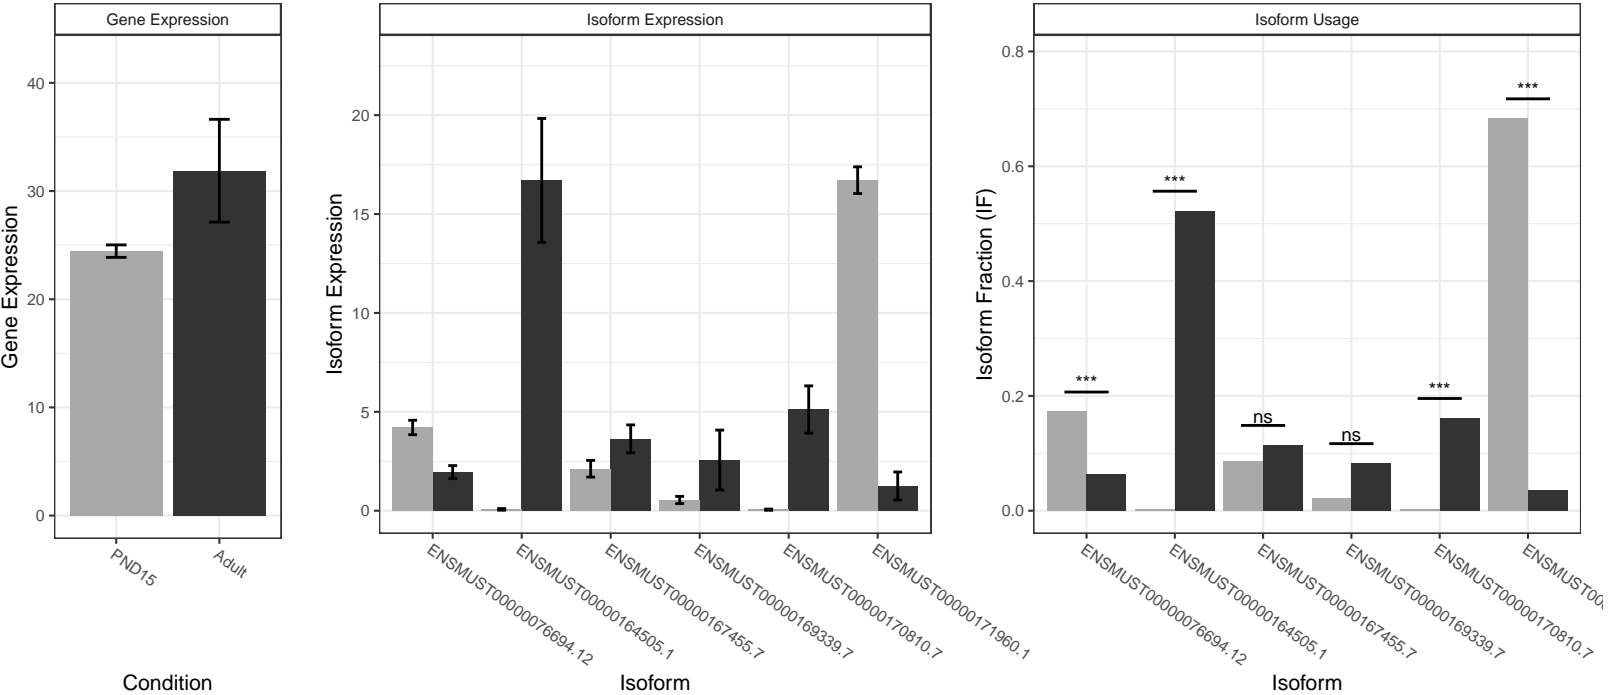 Gene Expression
Isoform Expression
Isoform Usage
Gene Expression
40
30
20
10
0
PND15
Adult
Condition
Isoform Expression
20
15
10
5
0
ENSMUST00000076694.12
ENSMUST00000164505.1
ENSMUST00000167455.7
ENSMUST00000169339.7
ENSMUST00000170810.7
ENSMUST00000171960.1
Isoform
Isoform Fraction (IF)
0.8
0.6
0.4
0.2
0.0
***
***
ns
ns
***
***
ENSMUST00000076694.12
ENSMUST00000164505.1
ENSMUST00000167455.7
ENSMUST00000169339.7
ENSMUST00000170810.7
Isoform